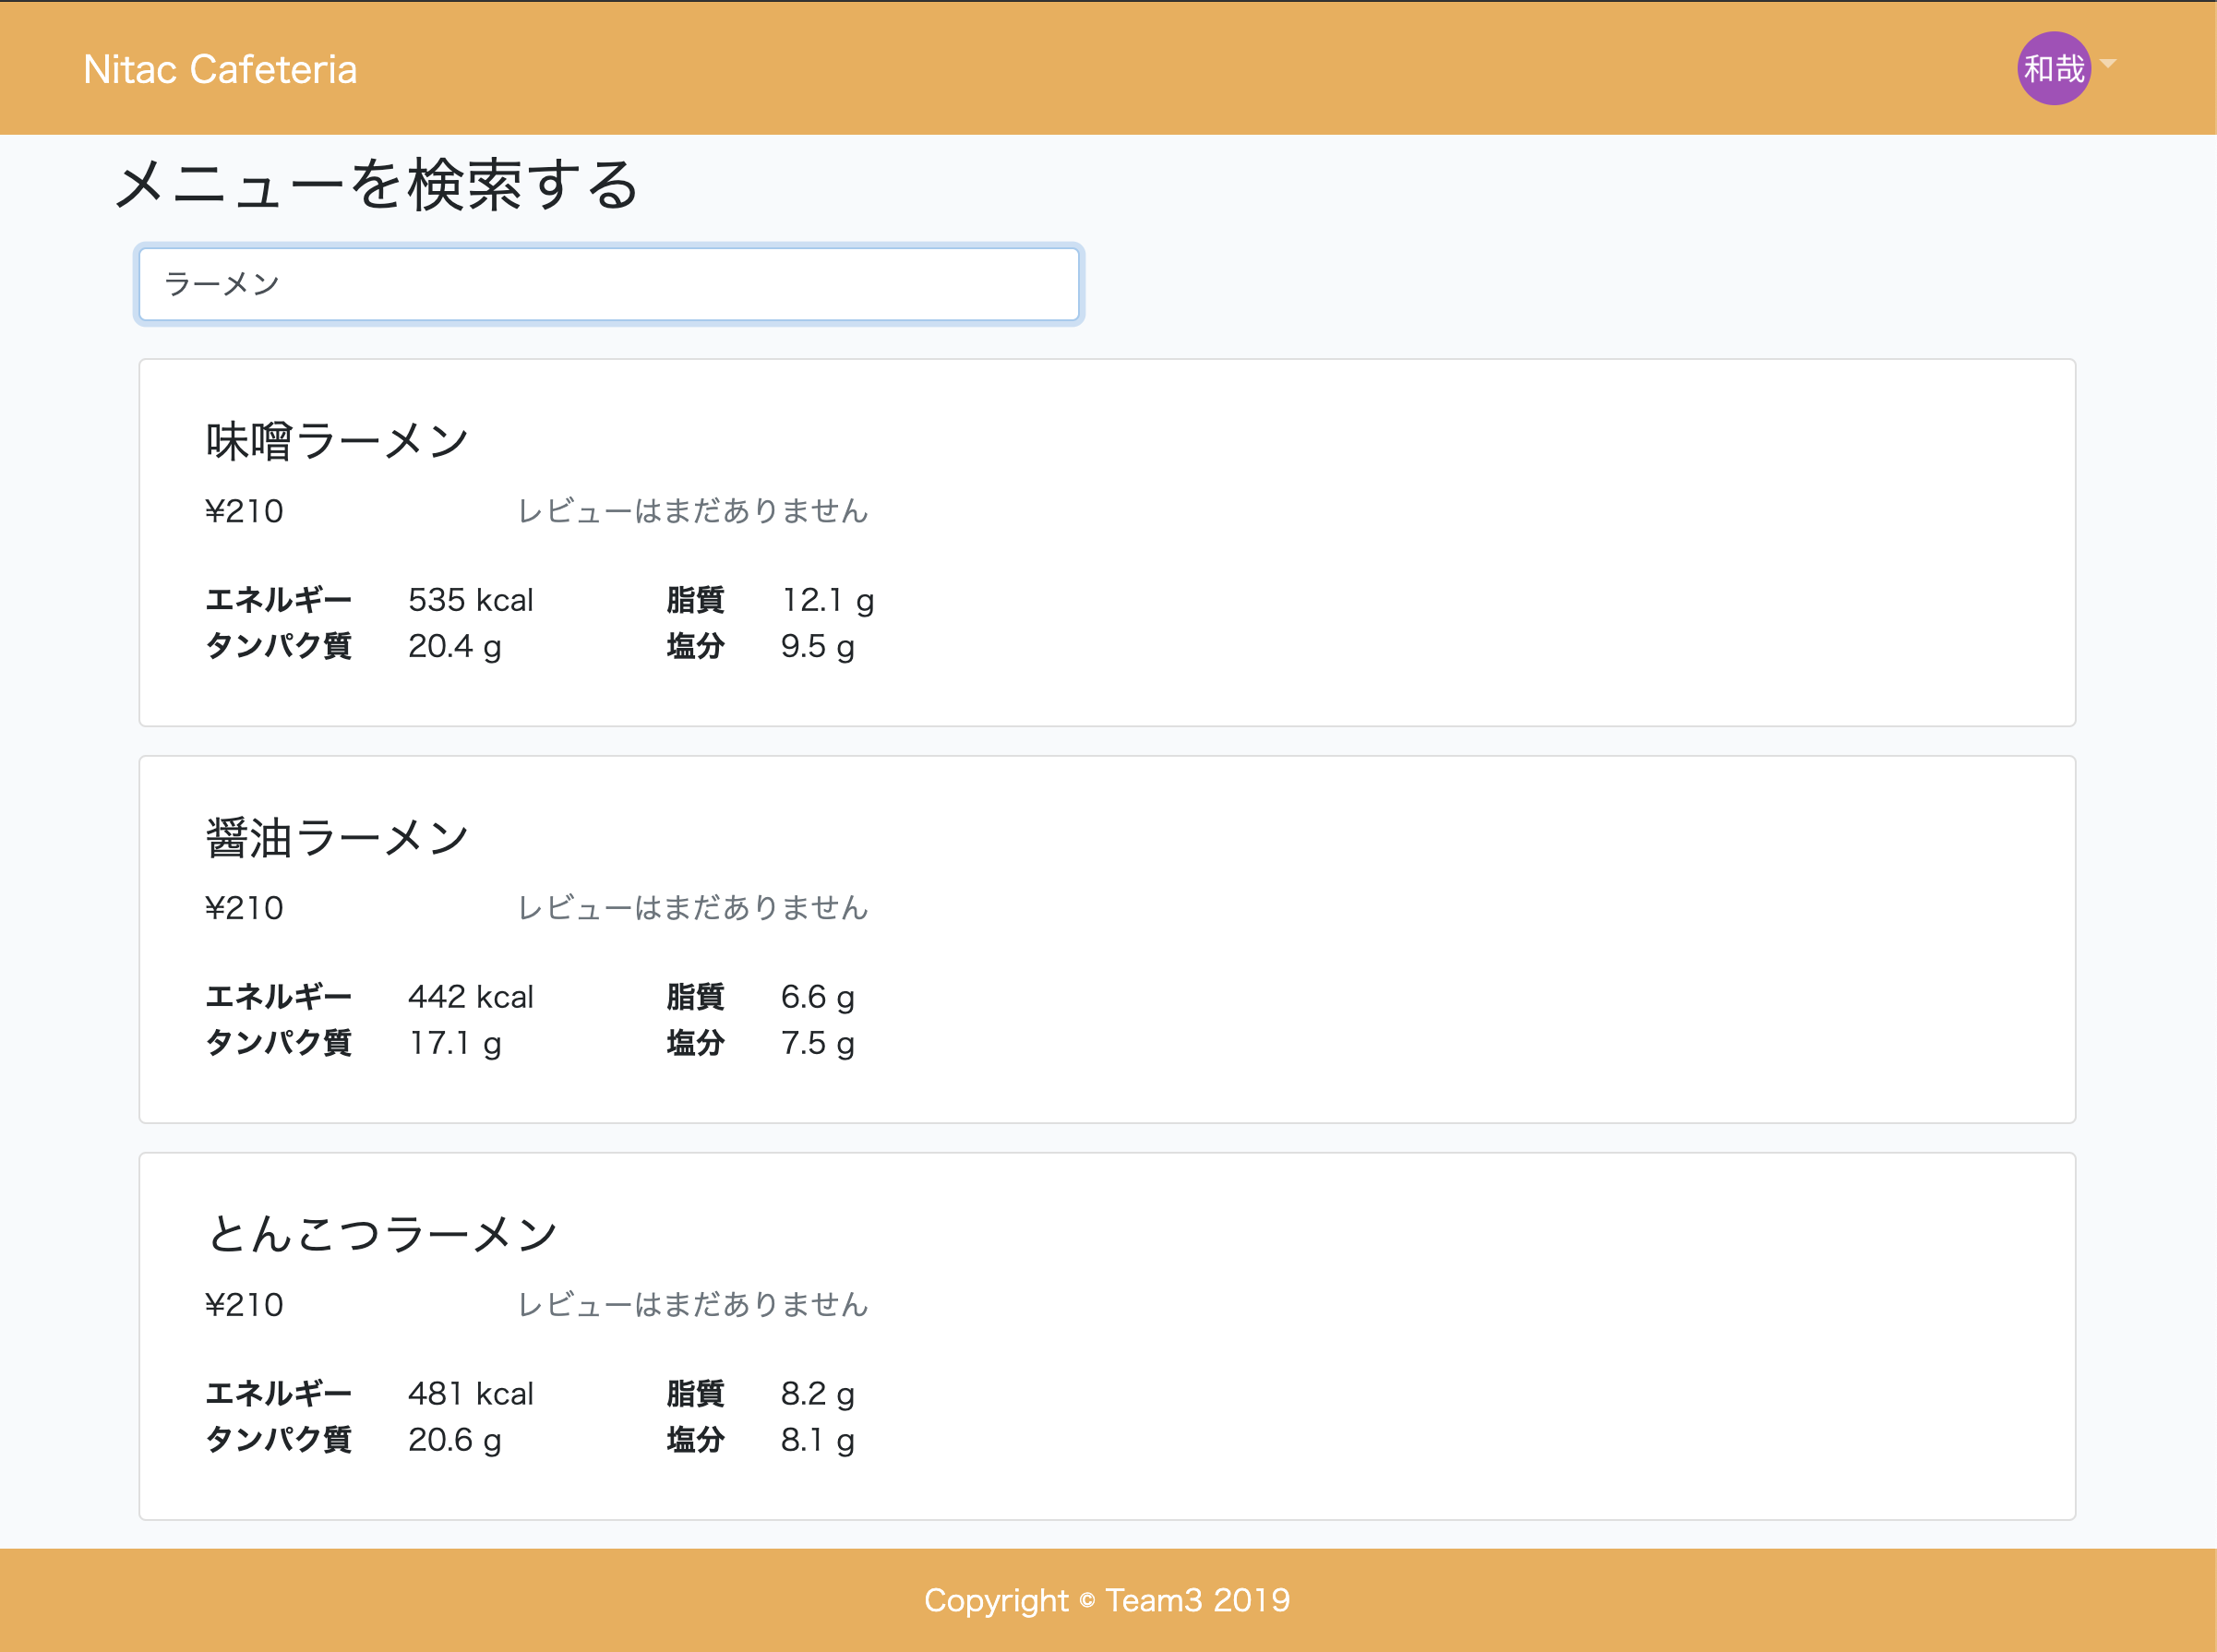 Nitac Cafeteria
和哉
メニューを検索する
ラーメン
味噌ラーメン
¥210 レビューはまだありません
エネルギー 535 kcal 脂質 12.1 g
タンパク質 20.4 g 塩分 9.5 g
醤油ラーメン
¥210 レビューはまだありません
エネルギー 442 kcal 脂質 6.6 g
タンパク質 17.1 g 塩分 7.5 g
とんこつラーメン
¥210 レビューはまだありません
エネルギー 481 kcal 脂質 8.2 g
タンパク質 20.6 g 塩分 8.1 g
Copyright © Team3 2019